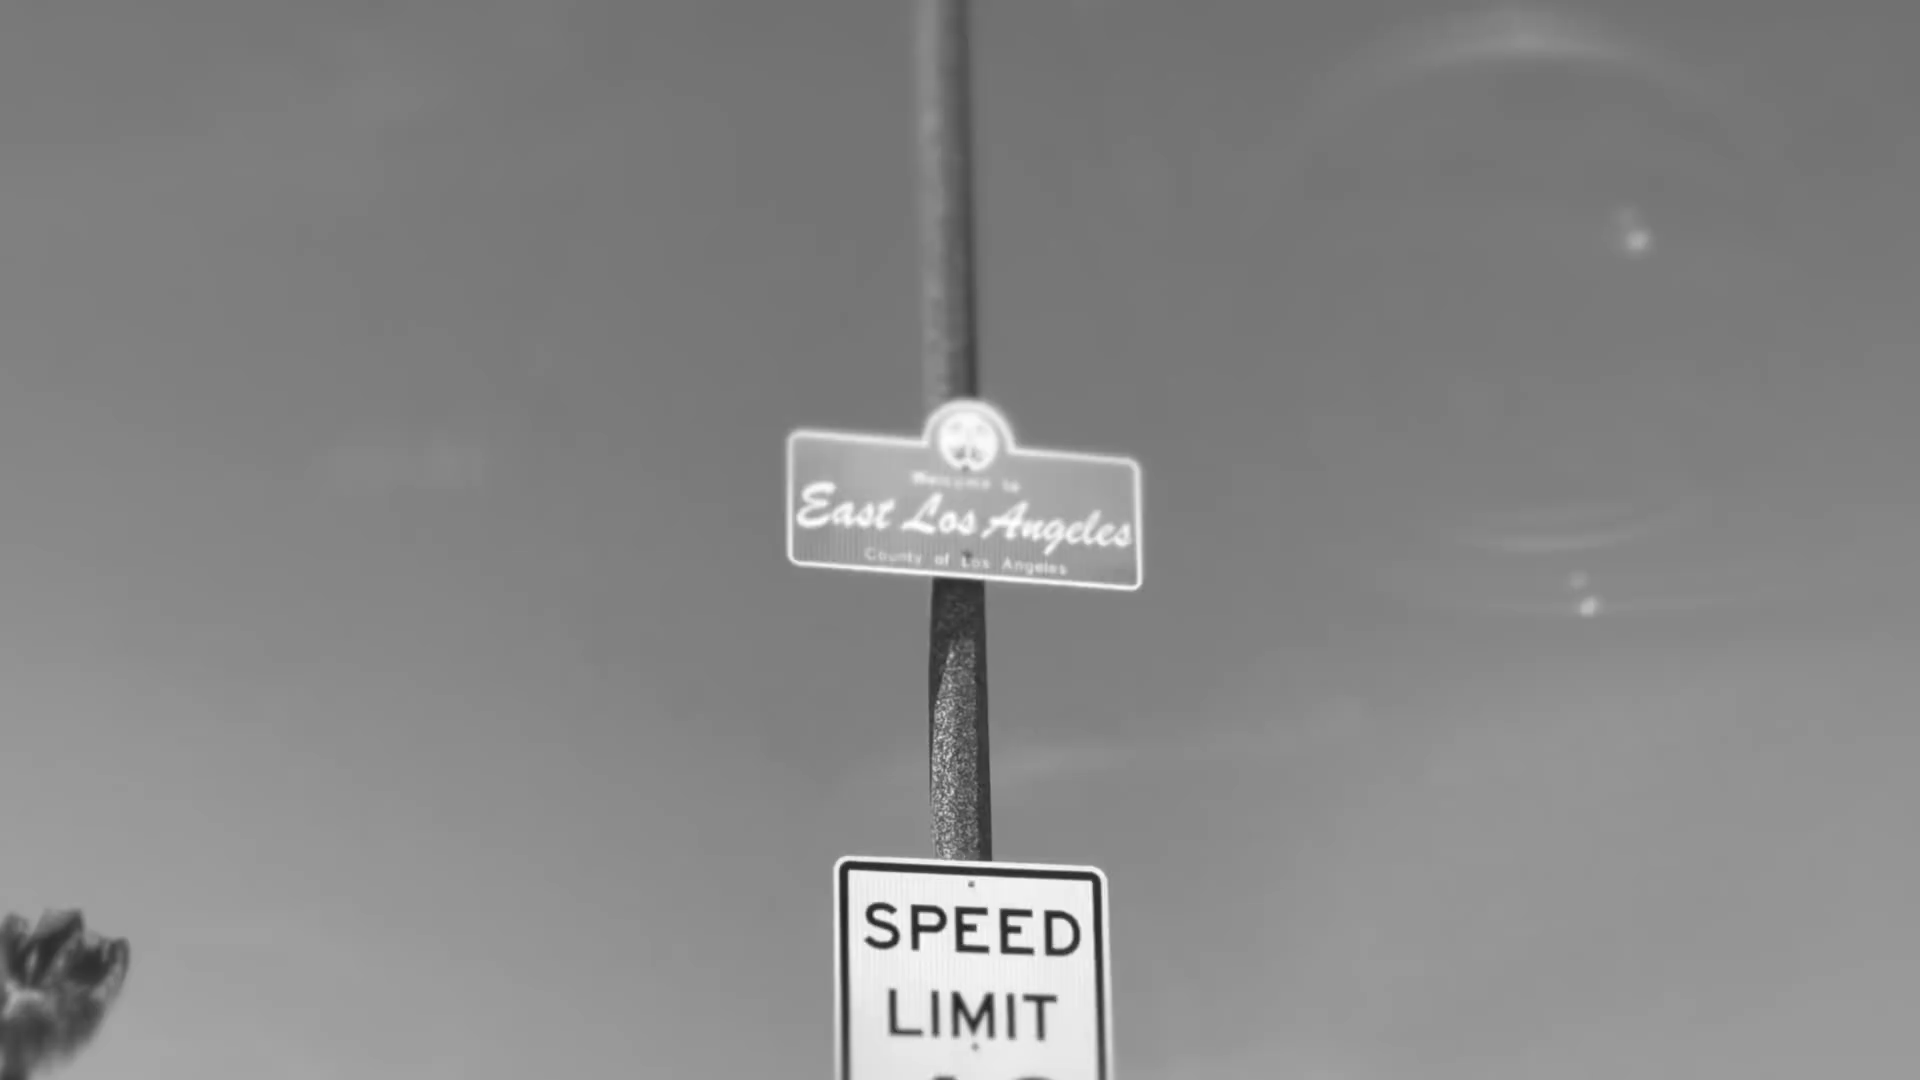 Welcome to
East Los Angeles
County of Los Angeles
SPEED
LIMIT